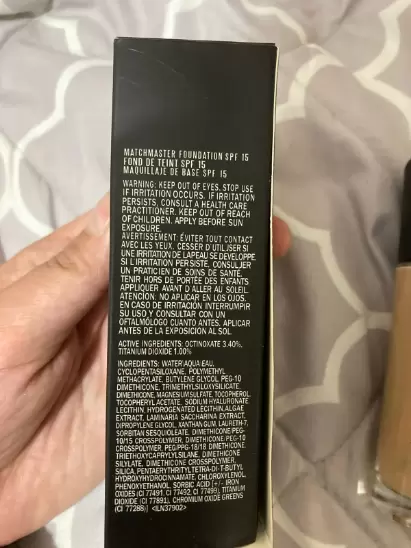 MATCHMASTER FOUNDATION SPF 15
FOND DE TEINT SPF 15
MAQUILLAJE DE BASE SPF 15
WARNING: KEEP OUT OF EYES. STOP USE
IF IRRITATION OCCURS. IF IRRITATION
PERSISTS, CONSULT A HEALTH CARE
PRACTITIONER. KEEP OUT OF REACH
OF CHILDREN. APPLY BEFORE SUN
EXPOSURE.
AVERTISSEMENT: ÉVITER TOUT CONTACT
AVEC LES YEUX. CESSER D'UTILISER SI
UNE IRRITATION DE LA PEAU SE DEVELOPPE.
SI L'IRRITATION PERSISTE, CONSULTER
UN PRATICIEN DE SOINS DE SANTÉ.
TENIR HORS DE PORTÉE DES ENFANTS
APPLIQUER AVANT D'ALLER AU SOLEIL.
ATENCIÓN: NO APLICAR EN LOS OJOS.
EN CASO DE IRRITACIÓN INTERRUMPIR
SU USO Y CONSULTAR CON UN
OFTALMÓLOGO CUANTO ANTES. APLICAR
ANTES DE LA EXPOSICIÓN AL SOL.
ACTIVE INGREDIENTS: OCTINOXATE 3.40%,
TITANIUM DIOXIDE 1.00%
INGREDIENTS: WATER\AQUA\EAU,
CYCLOPENTASILOXANE, POLYMETHYL
METHACRYLATE, BUTYLENE GLYCOL, PEG-10
DIMETHICONE, TRIMETHYLSILOXYSILICATE,
DIMETHICONE, MAGNESIUM SULFATE, TOCOPHEROL,
TOCOPHERYL ACETATE, SODIUM HYALURONATE
LECITHIN, HYDROGENATED LECITHIN, ALGAE
EXTRACT, LAMINARIA SACCHARINA EXTRACT,
DIPROPYLENE GLYCOL, XANTHAN GUM, LAURETH-7,
SORBITAN SESQUIOLEATE, DIMETHICONE-PEG-
10/15 CROSSPOLYMER, DIMETHICONE-PEG-10
CROSSPOLYMER, PEG/PPG-18/18 DIMETHICONE,
TRIETHOXYCAPRYLYLSILANE, DIMETHICONE
SILYLATE, DIMETHICONE CROSSPOLYMER,
SILICA, PENTAERYTHRITYL TETRA-DI-T-BUTYL
HYDROXYHYDROCINNAMATE, CHLOROXYLENOL,
PHENOXYETHANOL, SORBIC ACID [+/- IRON
OXIDES (CI 77491, CI 77492, CI 77499), TITANIUM
DIOXIDE (CI 77891), CHROMIUM OXIDE GREENS
(CI 77288)] <ILN37902>